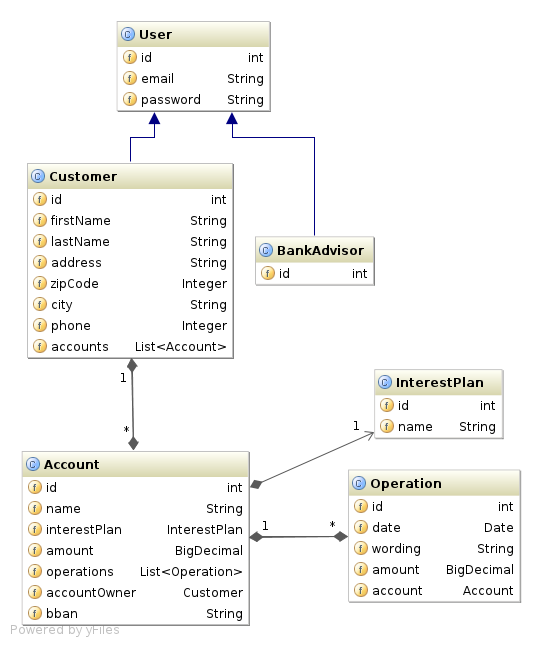 User
id int
email String
password String
Customer
id int
firstName String
lastName String
address String
zipCode Integer
city String
phone Integer
accounts List<Account>
BankAdvisor
id int
1
*
InterestPlan
id int
name String
1
Account
id int
name String
interestPlan InterestPlan
amount BigDecimal
operations List<Operation>
accountOwner Customer
bban String
1 *
Operation
id int
date Date
wording String
amount BigDecimal
account Account
Powered by yFiles